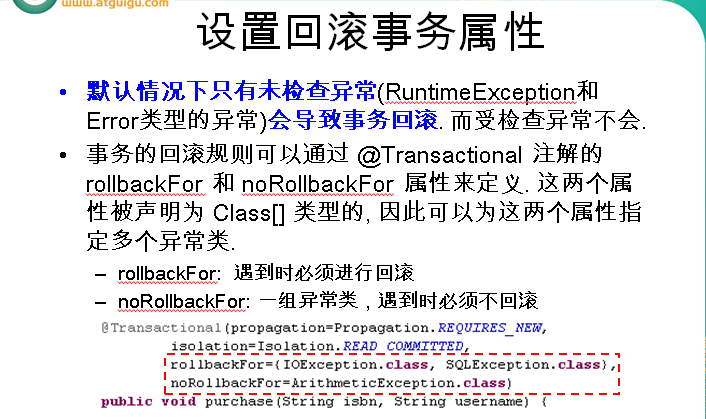 www.atguigu.com
设置回滚事务属性
• 默认情况下只有未检查异常(RuntimeException和
Error类型的异常)会导致事务回滚. 而受检查异常不会.
• 事务的回滚规则可以通过 @Transactional 注解的
rollbackFor 和 noRollbackFor 属性来定义. 这两个属
性被声明为 Class[] 类型的, 因此可以为这两个属性指
定多个异常类.
– rollbackFor: 遇到时必须进行回滚
– noRollbackFor: 一组异常类，遇到时必须不回滚
@Transactional(propagation=Propagation.REQUIRES_NEW,
isolation=Isolation.READ_COMMITTED,
rollbackFor={IOException.class, SQLException.class},
noRollbackFor=ArithmeticException.class)
public void purchase(String isbn, String username) {